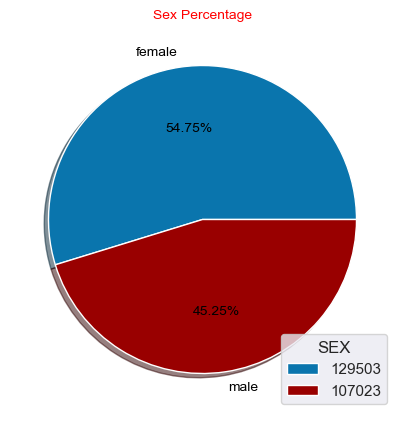 Sex Percentage
female
54.75%
45.25%
male
SEX
129503
107023